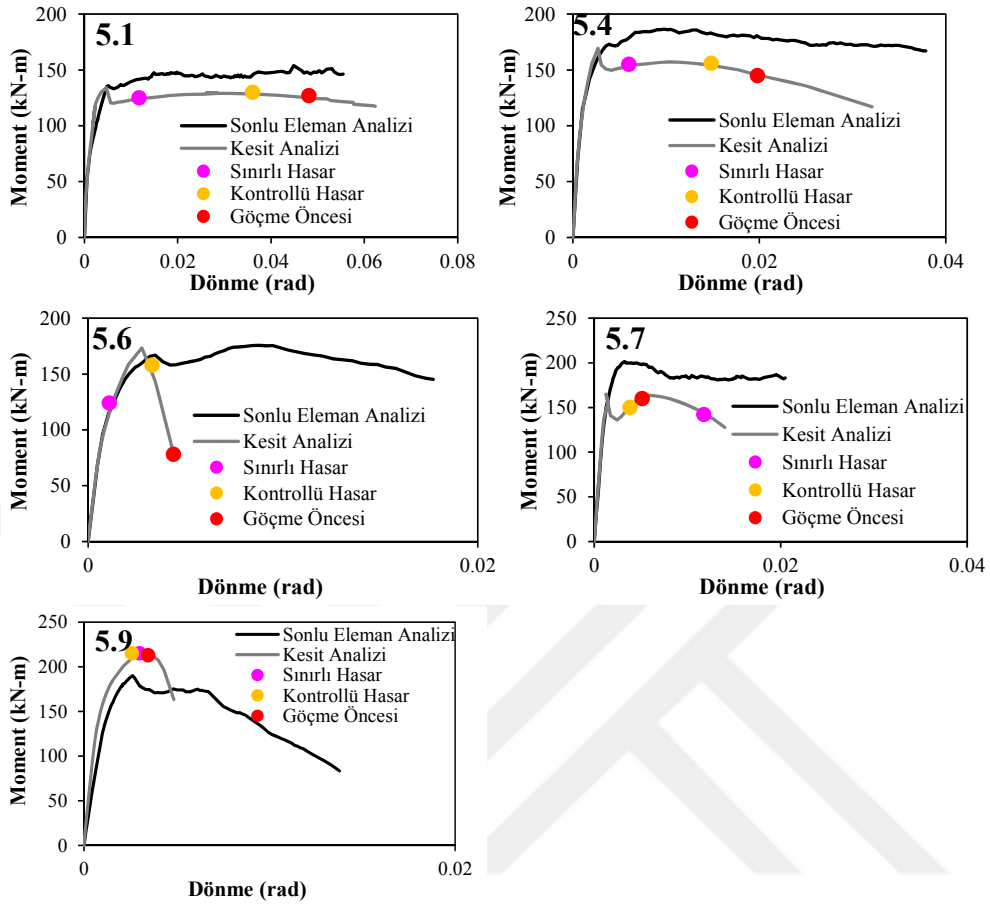 5.1
Moment (kN-m)
200
150
100
50
0
Sonlu Eleman Analizi
Kesit Analizi
Sınırlı Hasar
Kontrollü Hasar
Göçme Öncesi
0 0.02 0.04 0.06 0.08
Dönme (rad)
5.4
Moment (kN-m)
200
150
100
50
0
Sonlu Eleman Analizi
Kesit Analizi
Sınırlı Hasar
Kontrollü Hasar
Göçme Öncesi
0 0.02 0.04
Dönme (rad)
5.6
Moment (kN-m)
200
150
100
50
0
Sonlu Eleman Analizi
Kesit Analizi
Sınırlı Hasar
Kontrollü Hasar
Göçme Öncesi
0 0.02
Dönme (rad)
5.7
Moment (kN-m)
250
200
150
100
50
0
Sonlu Eleman Analizi
Kesit Analizi
Sınırlı Hasar
Kontrollü Hasar
Göçme Öncesi
0 0.02 0.04
Dönme (rad)
5.9
Moment (kN-m)
250
200
150
100
50
0
Sonlu Eleman Analizi
Kesit Analizi
Sınırlı Hasar
Kontrollü Hasar
Göçme Öncesi
0 0.02
Dönme (rad)